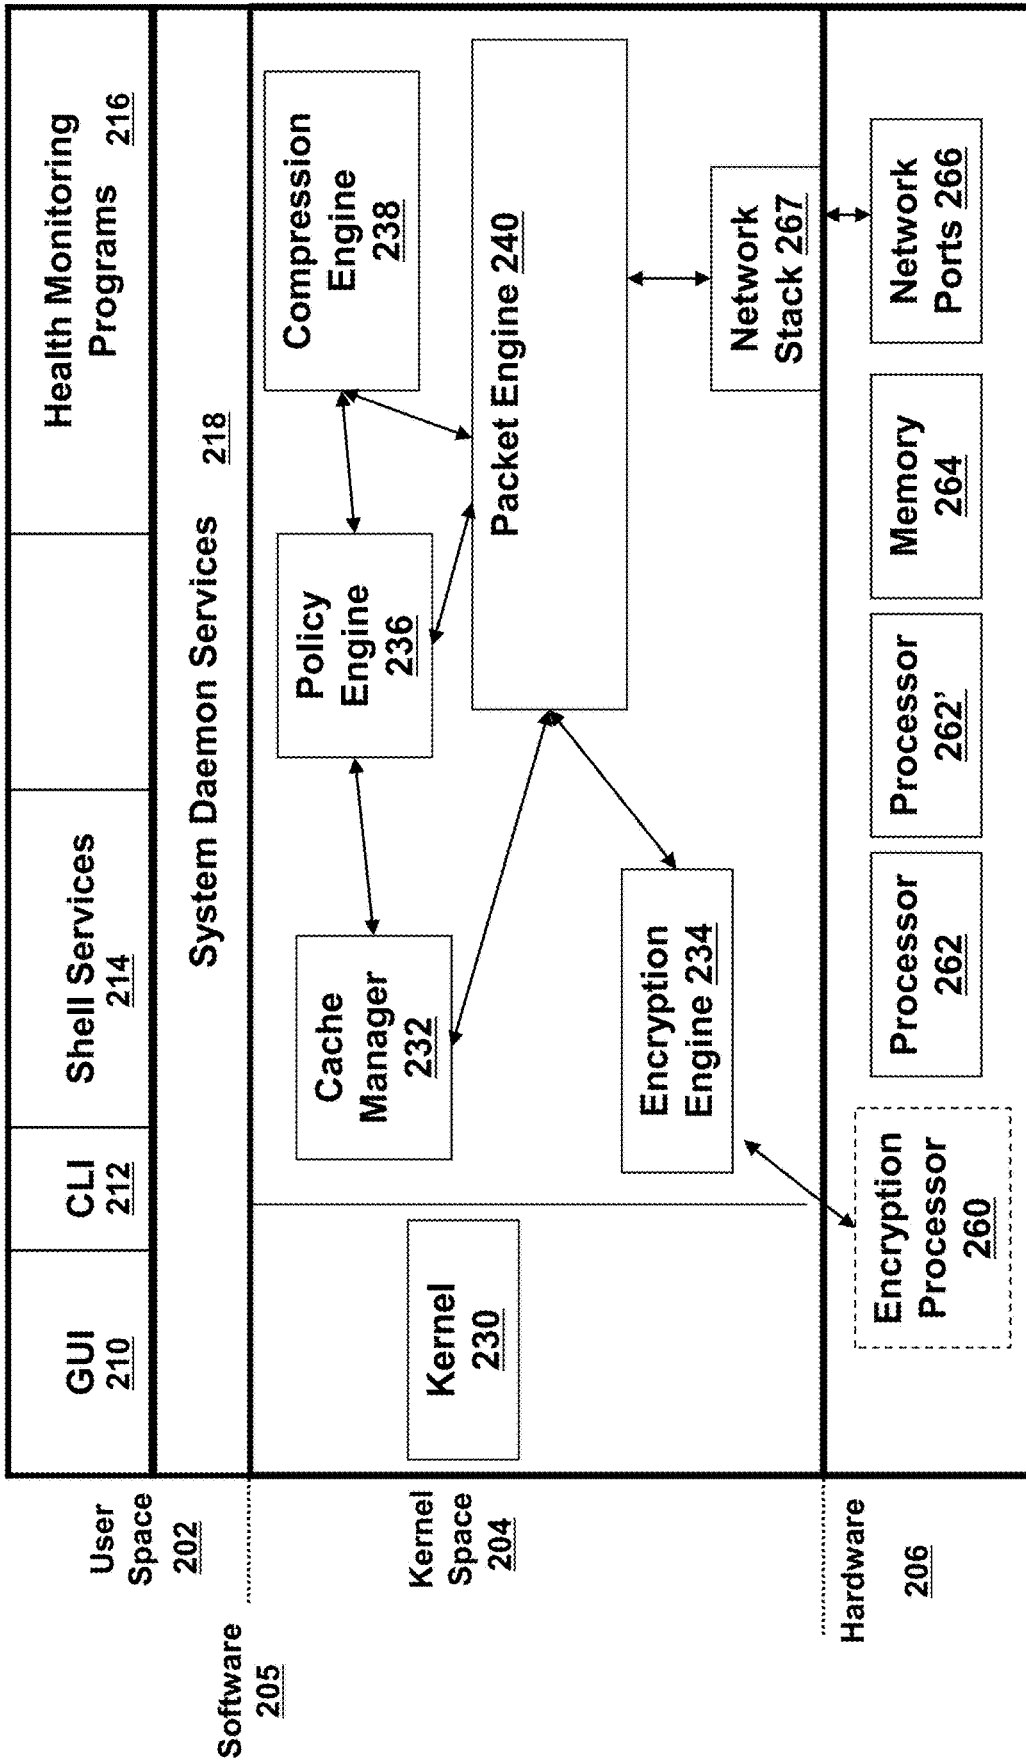 User
Space
202
GUI
210
CLI
212
Shell Services
214
Health Monitoring
Programs 216
System Daemon Services 218
Software
205
Kernel
Space
204
Kernel
230
Cache
Manager
232
Policy
Engine
236
Compression
Engine
238
Packet Engine 240
Encryption
Engine 234
Network
Stack 267
Hardware
206
Encryption
Processor
260
Processor
262
Processor
262'
Memory
264
Network
Ports 266